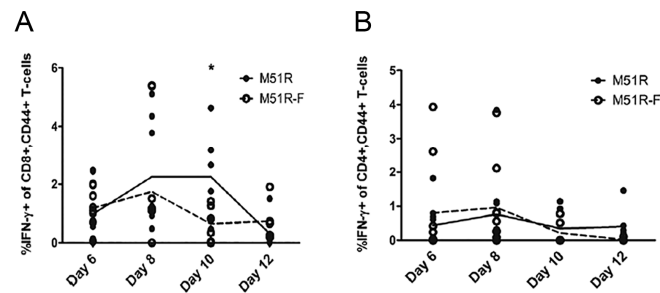 A
%IFN-γ+ of CD8+,CD44+ T-cells
6
4
2
0
*
M51R
M51R-F
Day 6
Day 8
Day 10
Day 12
B
%IFN-γ+ of CD4+,CD44+ T-cells
5
4
3
2
1
0
M51R
M51R-F
Day 6
Day 8
Day 10
Day 12